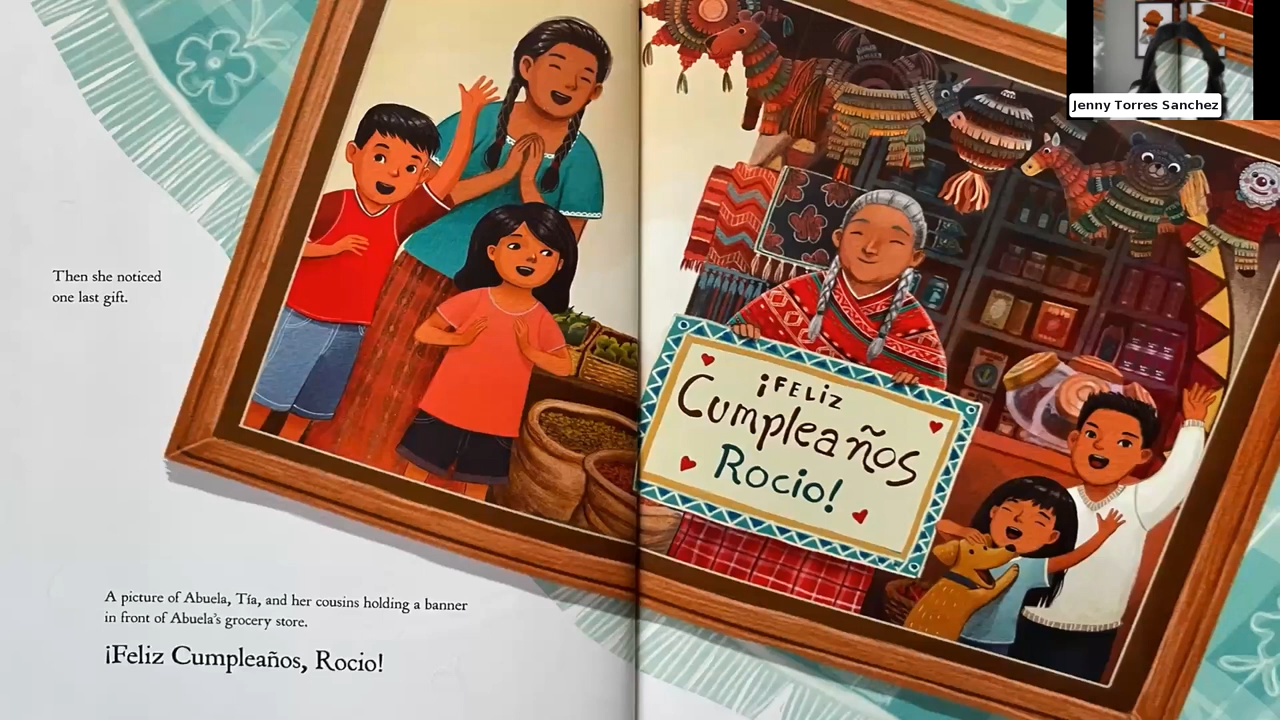 Then she noticed
one last gift.
A picture of Abuela, Tía, and her cousins holding a banner
in front of Abuela's grocery store.
¡Feliz Cumpleaños, Rocio!
¡FELiZ
Cumpleaños
Rocio!
Jenny Torres Sanchez